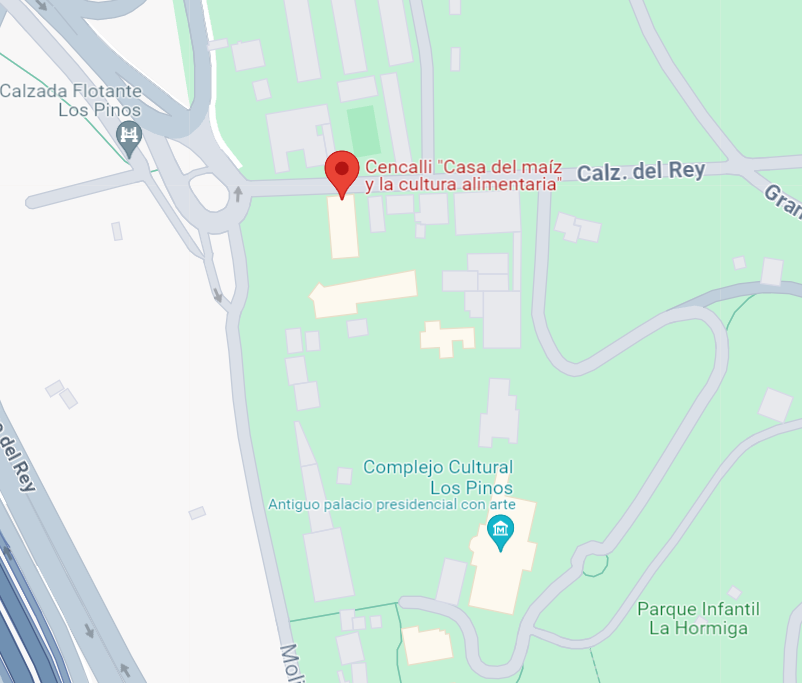 Calzada Flotante
Los Pinos
Cencalli "Casa del maíz
y la cultura alimentaria"
Calz. del Rey
Gran
del Rey
Complejo Cultural
Los Pinos
Antiguo palacio presidencial con arte
Parque Infantil
La Hormiga
Moli